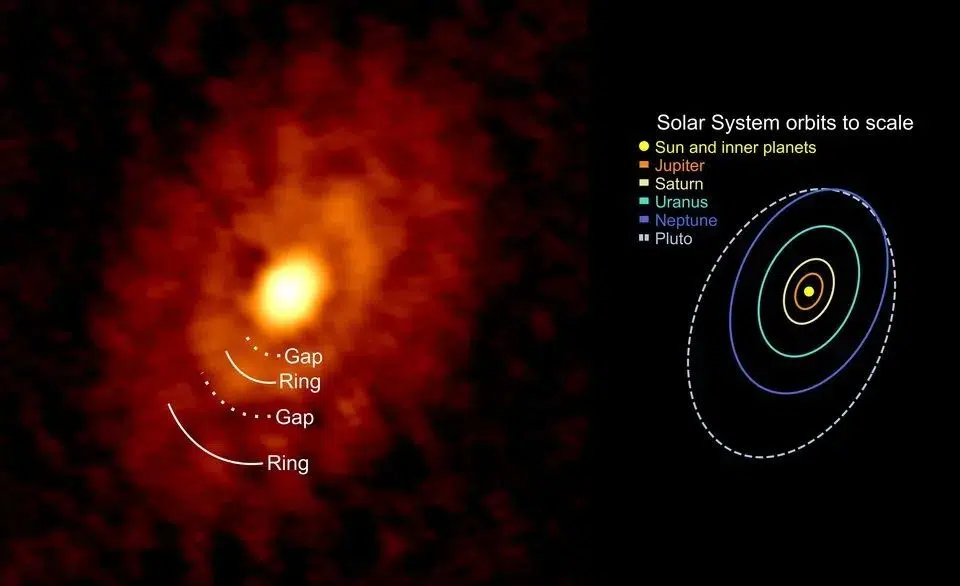 Gap
Ring
Gap
Ring
Solar System orbits to scale
Sun and inner planets
Jupiter
Saturn
Uranus
Neptune
Pluto